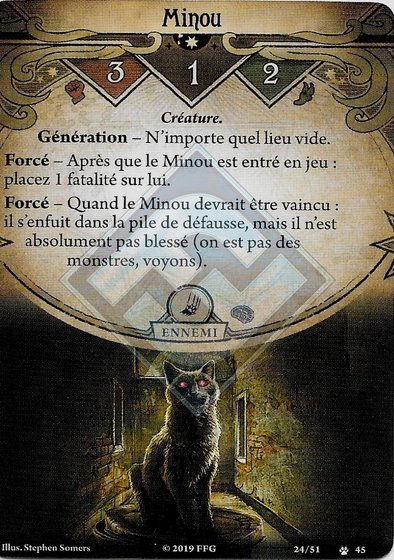 Minou
3 1 2
Créature.
Génération – N'importe quel lieu vide.
Forcé – Après que le Minou est entré en jeu :
placez 1 fatalité sur lui.
Forcé – Quand le Minou devrait être vaincu :
il s'enfuit dans la pile de défausse, mais il n'est
absolument pas blessé (on est pas des
monstres, voyons).
ENNEMI
Illus. Stephen Somers © 2019 FFG 24/51 45